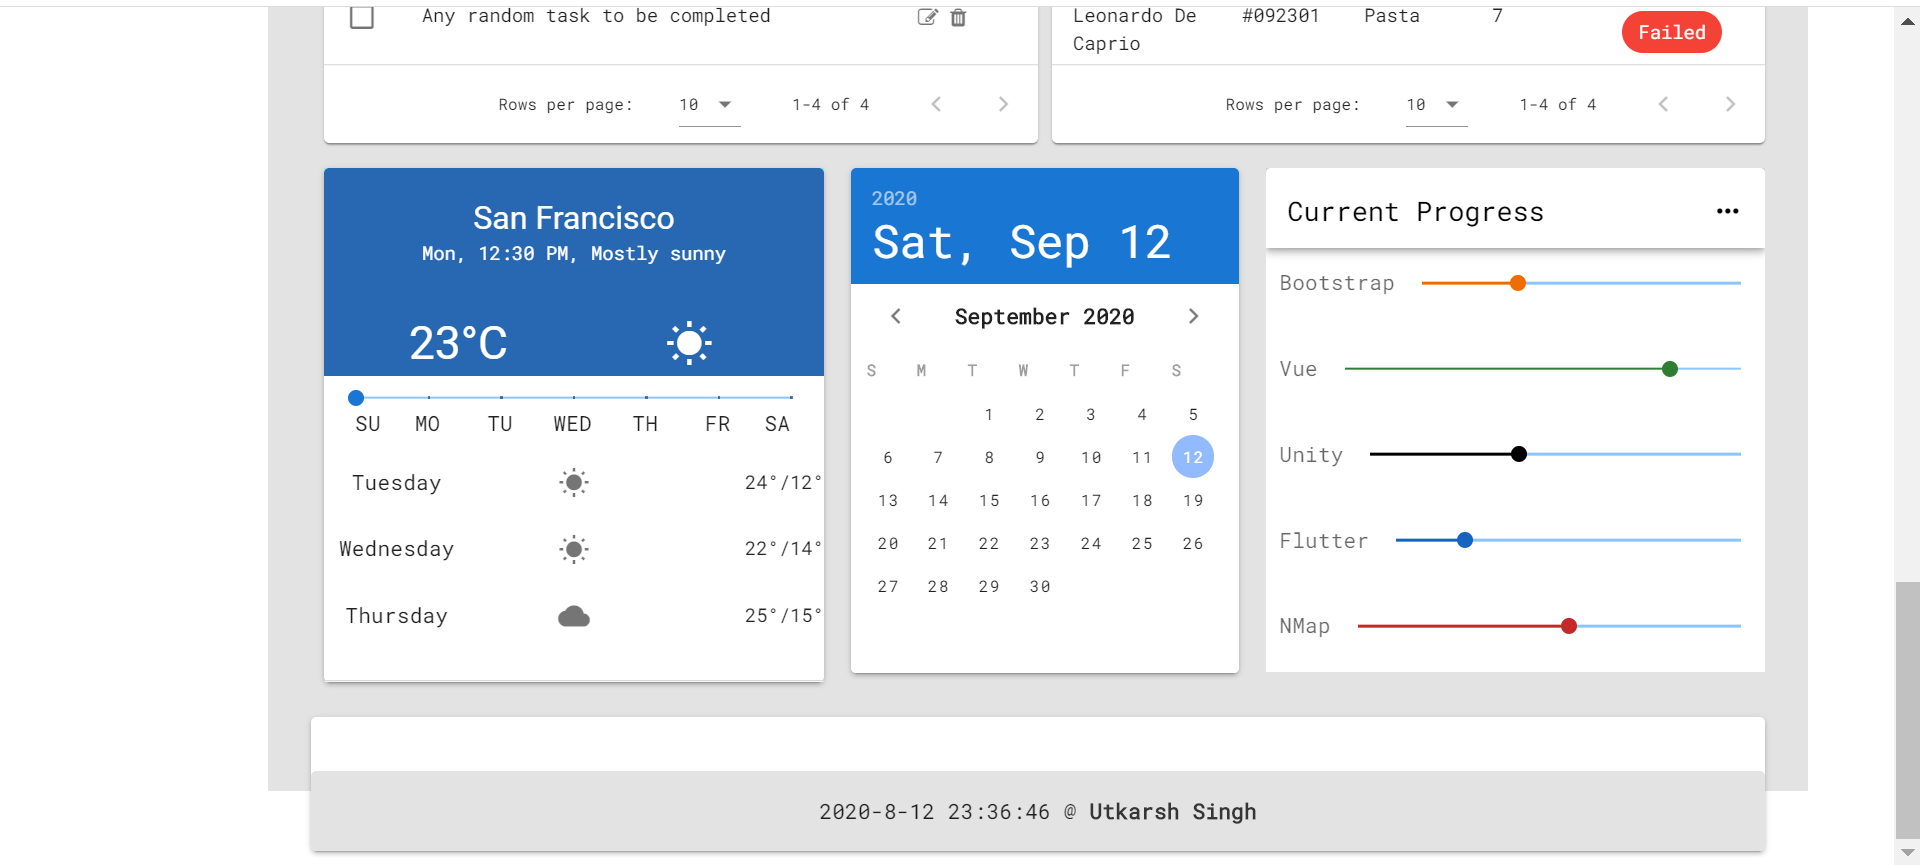 Any random task to be completed
Leonardo De Caprio #092301 Pasta 7 Failed
Rows per page: 10 1-4 of 4
Rows per page: 10 1-4 of 4
San Francisco
Mon, 12:30 PM, Mostly sunny
23°C
SU MO TU WED TH FR SA
Tuesday 24°/12°
Wednesday 22°/14°
Thursday 25°/15°
2020
Sat, Sep 12
September 2020
S M T W T F S
1 2 3 4 5
6 7 8 9 10 11 12
13 14 15 16 17 18 19
20 21 22 23 24 25 26
27 28 29 30
Current Progress
Bootstrap
Vue
Unity
Flutter
NMap
2020-8-12 23:36:46 @ Utkarsh Singh